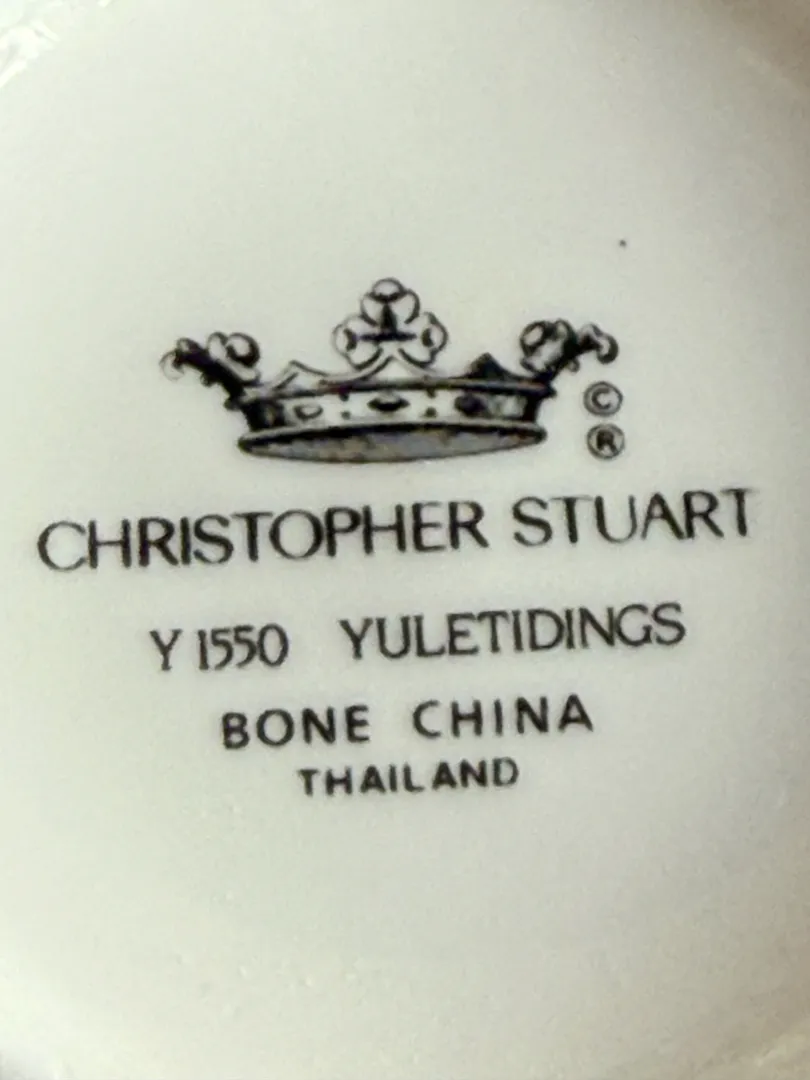 ©
®
CHRISTOPHER STUART
Y 1550 YULETIDINGS
BONE CHINA
THAILAND